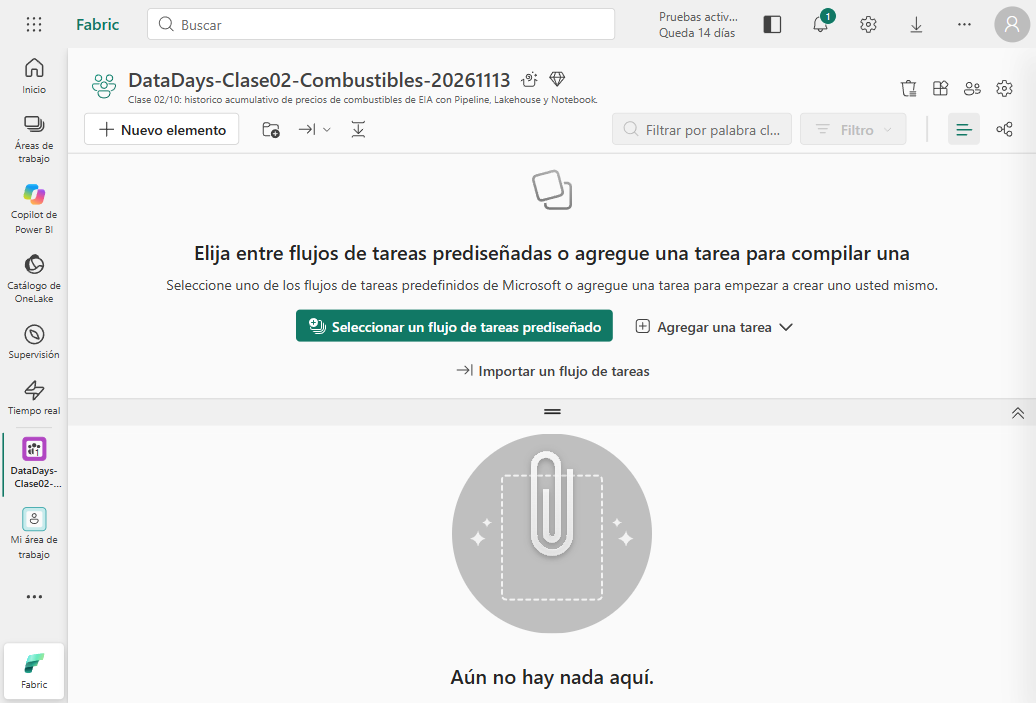 Fabric
Buscar
Pruebas activ...
Queda 14 días
1
Inicio
Áreas de
trabajo
Copilot de
Power BI
Catálogo de
OneLake
Supervisión
Tiempo real
DataDays-
Clase02-...
Mi área de
trabajo
Fabric
DataDays-Clase02-Combustibles-20261113
Clase 02/10: historico acumulativo de precios de combustibles de EIA con Pipeline, Lakehouse y Notebook.
Nuevo elemento
Filtrar por palabra cl...
Filtro
Elija entre flujos de tareas prediseñadas o agregue una tarea para compilar una
Seleccione uno de los flujos de tareas predefinidos de Microsoft o agregue una tarea para empezar a crear uno usted mismo.
Seleccionar un flujo de tareas prediseñado
Agregar una tarea
Importar un flujo de tareas
Aún no hay nada aquí.